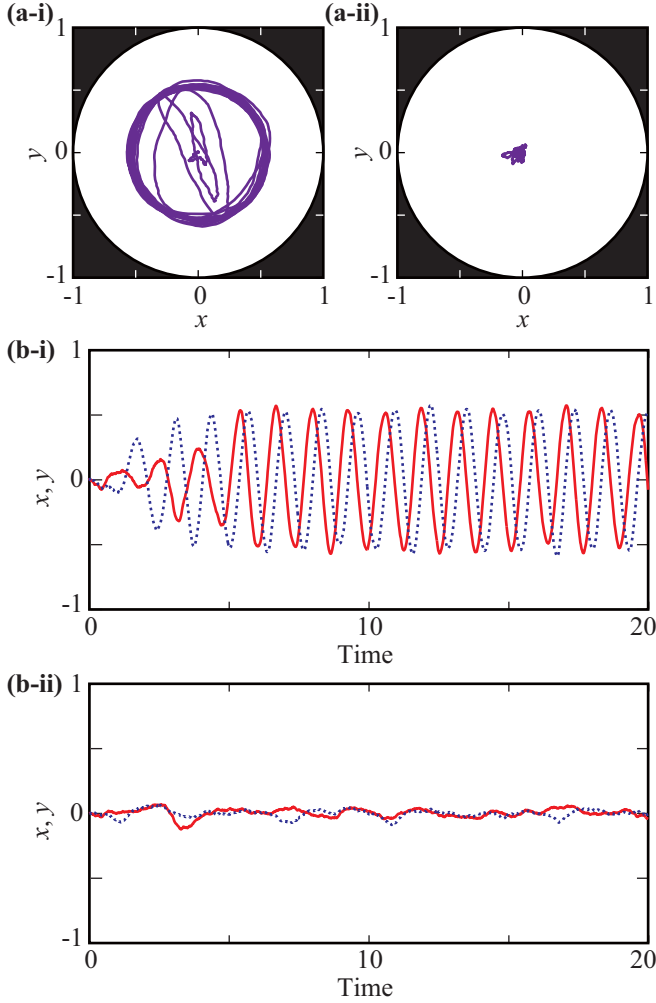 (a-i) (a-ii)
1 1
y 0 y 0
-1 -1
-1 0 1 -1 0 1
x x
(b-i)
1
x, y 0
-1
0 10 20
Time
(b-ii)
1
x, y 0
-1
0 10 20
Time